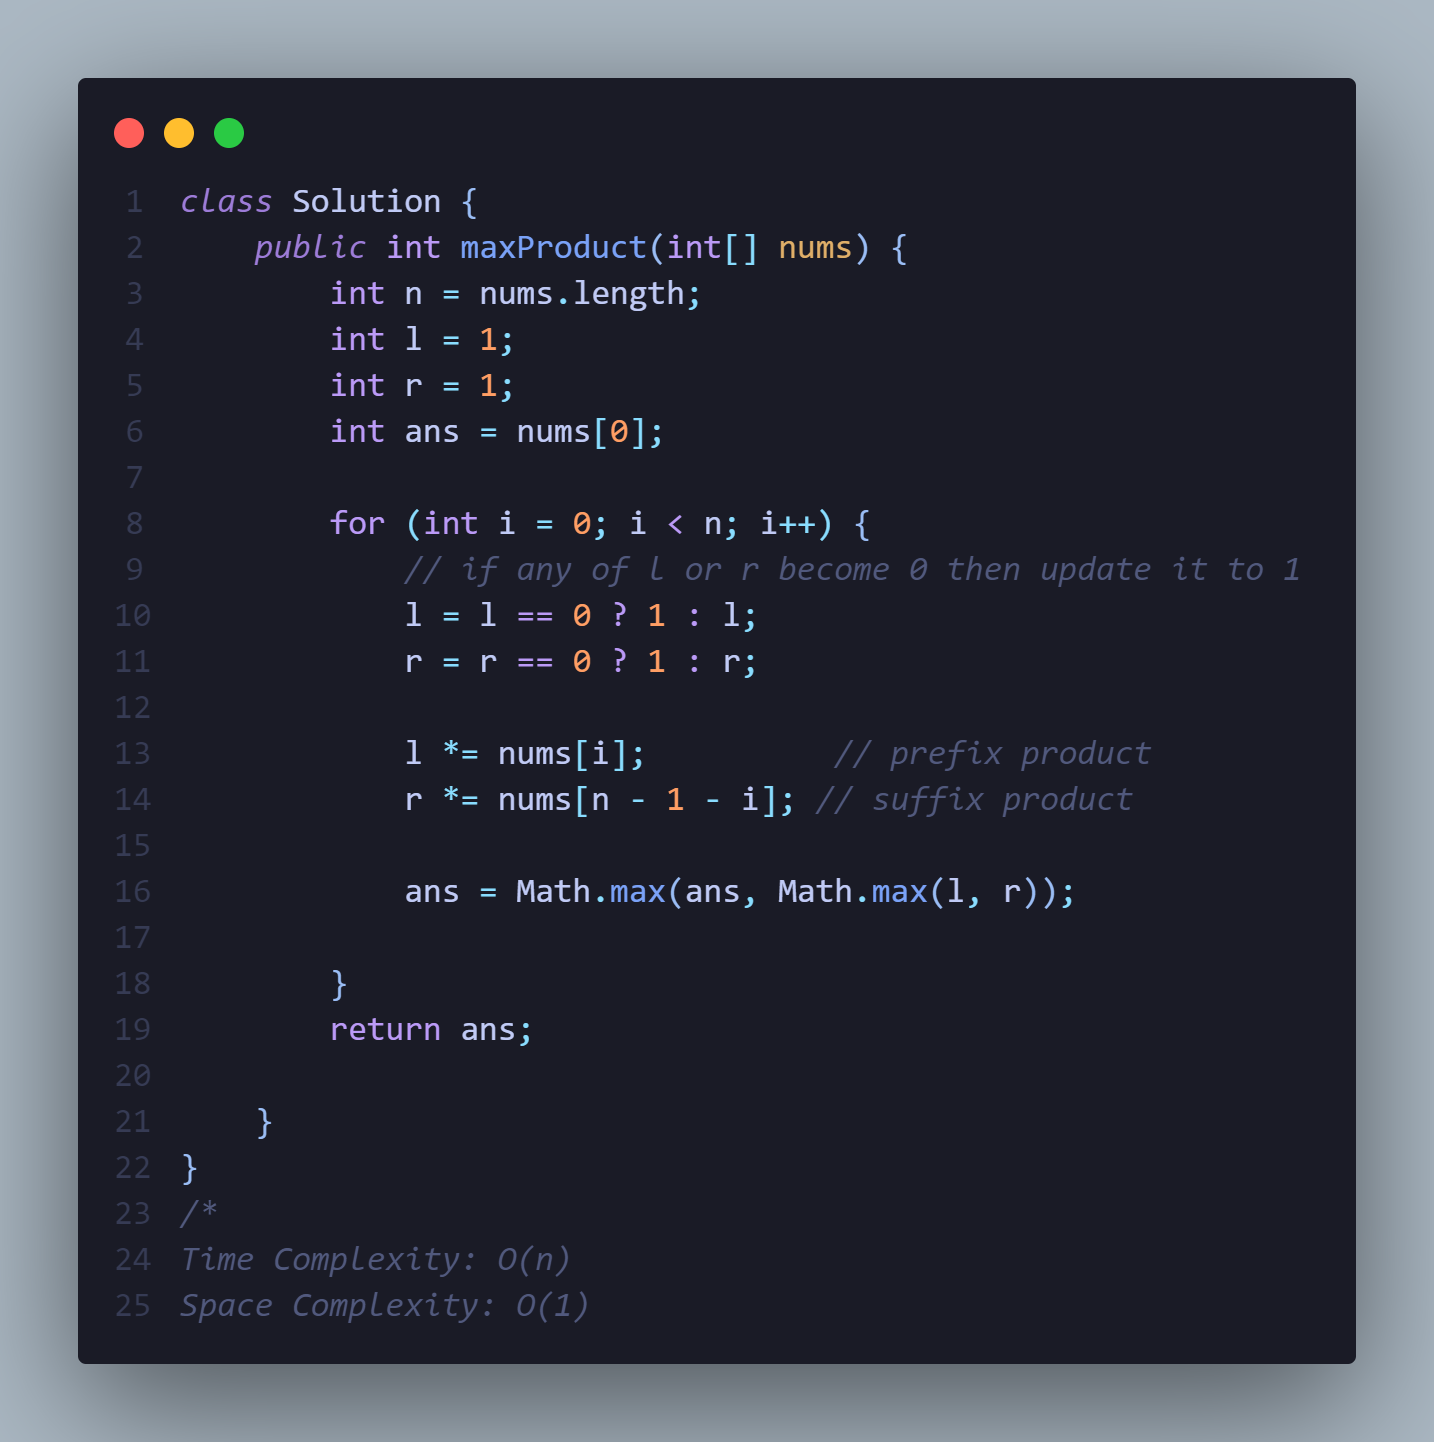 1 class Solution {
2     public int maxProduct(int[] nums) {
3         int n = nums.length;
4         int l = 1;
5         int r = 1;
6         int ans = nums[0];
7
8         for (int i = 0; i < n; i++) {
9             // if any of l or r become 0 then update it to 1
10             l = l == 0 ? 1 : l;
11             r = r == 0 ? 1 : r;
12
13             l *= nums[i];          // prefix product
14             r *= nums[n - 1 - i]; // suffix product
15
16             ans = Math.max(ans, Math.max(l, r));
17
18         }
19         return ans;
20
21     }
22 }
23 /*
24 Time Complexity: O(n)
25 Space Complexity: O(1)